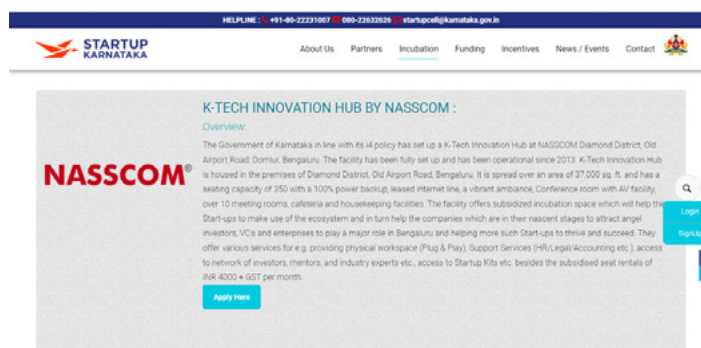 HELPLINE : +91-80-22231007 080-22632626 startupcell@karnataka.gov.in
STARTUP
KARNATAKA
About Us Partners Incubation Funding Incentives News / Events Contact
K-TECH INNOVATION HUB BY NASSCOM :
Overview:
The Government of Karnataka in line with its i4 policy has set up a K-Tech Innovation Hub at NASSCOM Diamond District, Old
Airport Road, Domlur, Bengaluru. The facility has been fully set up and has been operational since 2013. K-Tech Innovation Hub
is housed in the premises of Diamond District, Old Airport Road, Bengaluru. It is spread over an area of 37,000 sq. ft. and has a
seating capacity of 350 with a 100% power backup, leased internet line, a vibrant ambiance, Conference room with AV facility,
over 10 meeting rooms, cafeteria and housekeeping facilities. The facility offers subsidized incubation space which will help the
Start-ups to make use of the ecosystem and in turn help the companies which are in their nascent stages to attract angel
investors, VC's and enterprises to play a major role in Bengaluru and helping more such Start-ups to thrive and succeed. They
offer various services for e.g. providing physical workspace (Plug & Play), Support Services (HR/Legal/Accounting etc.), access
to network of investors, mentors, and industry experts etc., access to Startup Kits etc. besides the subsidised seat rentals of
INR 4000 + GST per month.
Apply Here
NASSCOM®
Login
SignUp